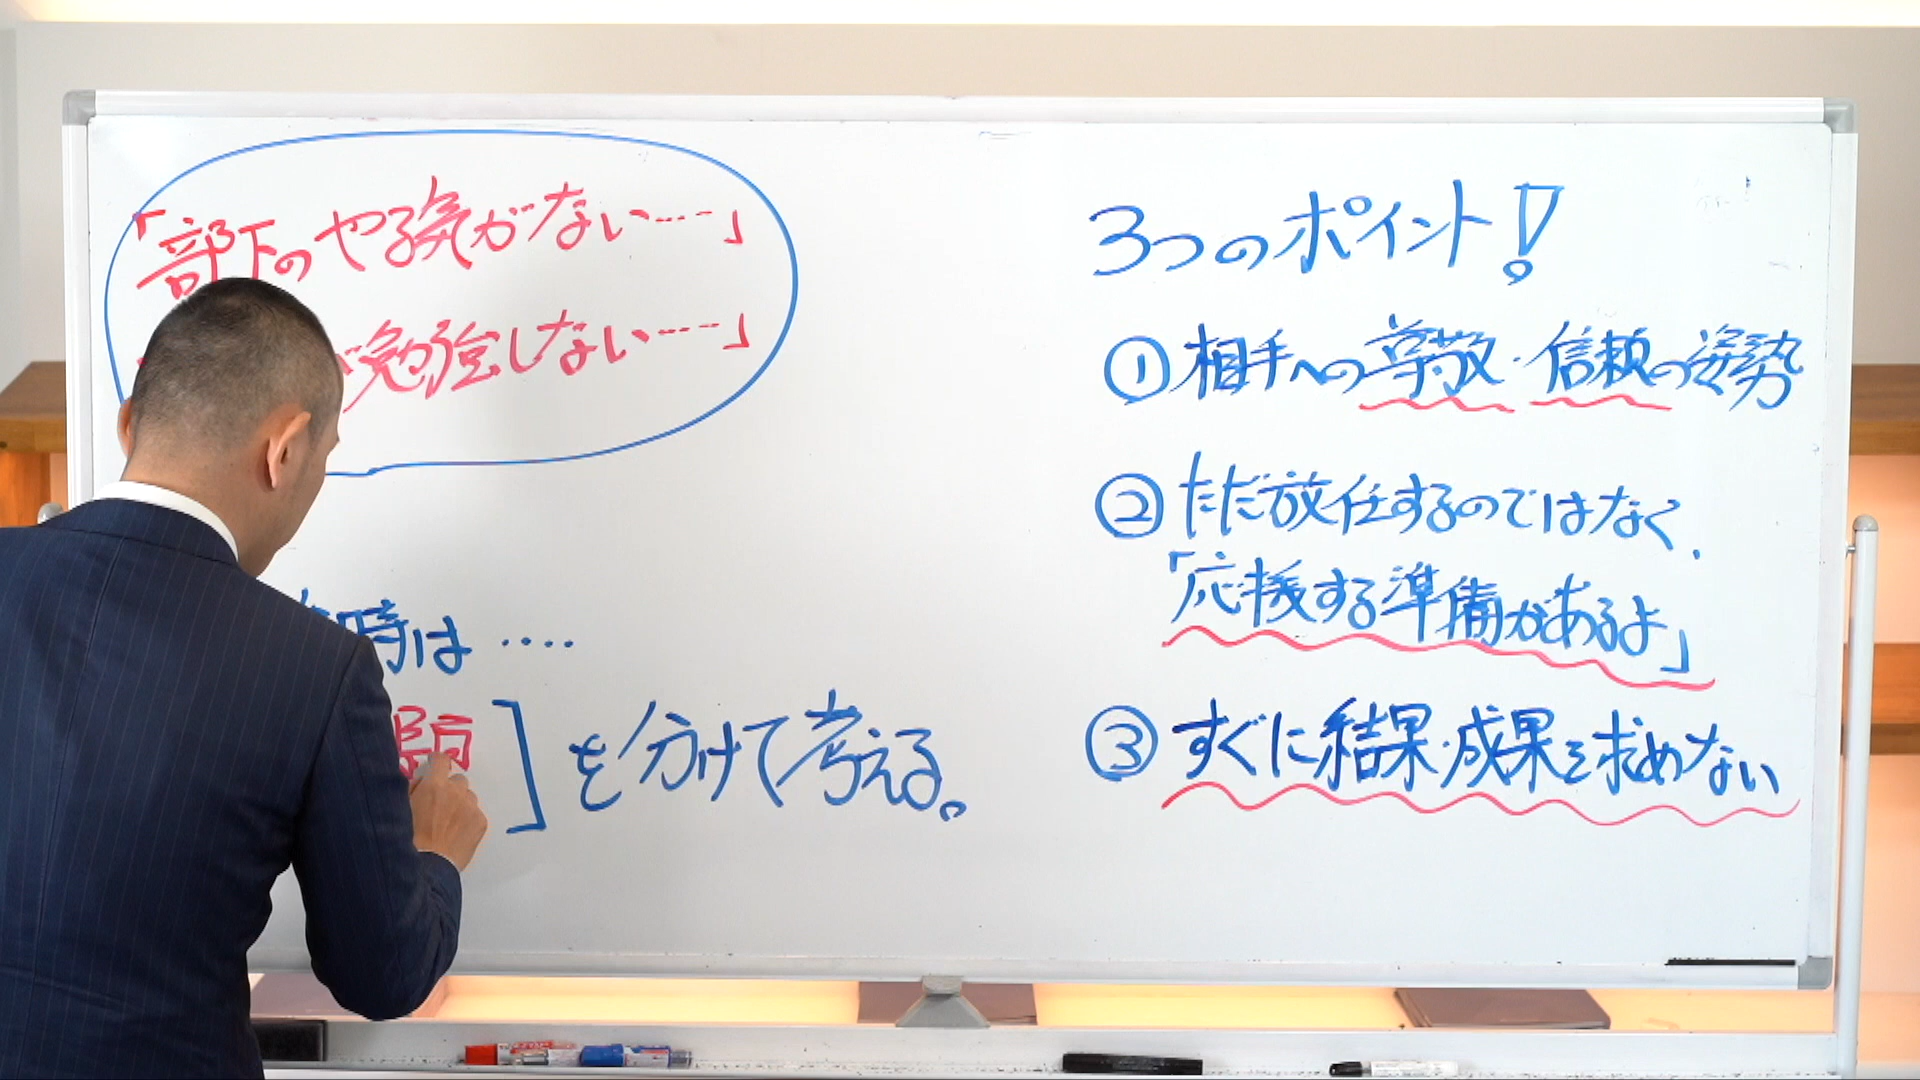 「部下のやる気がない……」
が勉強しない……」
時は ‥‥
題
]を分けて考える。
3つのポイント!
①相手への尊敬・信頼の姿勢
②ただ放任するのではなく、
「応援する準備があるよ」
③すぐに結果・成果を求めない